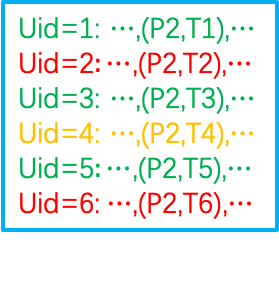 Uid=1: ···,(P2,T1),···
Uid=2: ···,(P2,T2),···
Uid=3: ···,(P2,T3),···
Uid=4: ···,(P2,T4),···
Uid=5: ···,(P2,T5),···
Uid=6: ···,(P2,T6),···